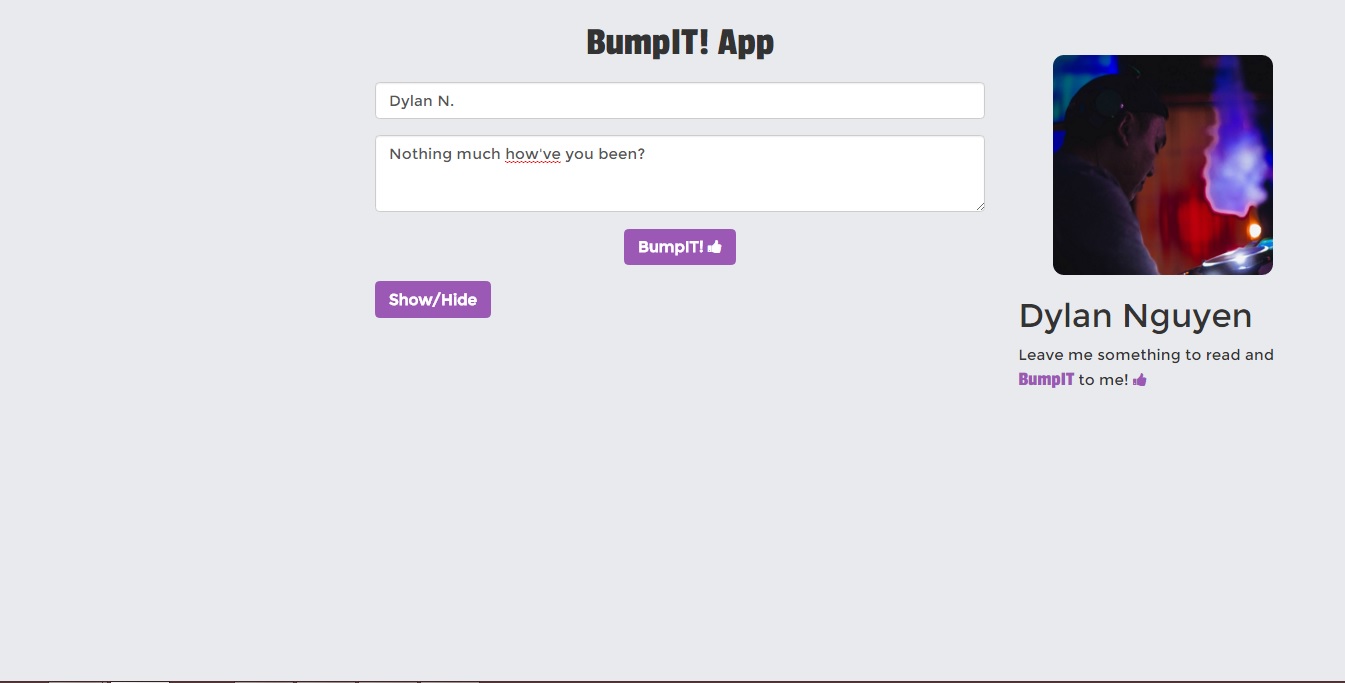 BumpIT! App
Dylan N.
Nothing much how've you been?
BumpIT!
Show/Hide
Dylan Nguyen
Leave me something to read and
BumpIT to me!